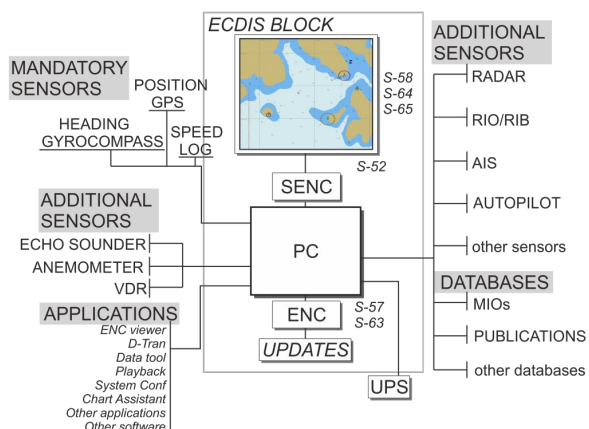 ECDIS BLOCK
S-58
S-64
S-65
S-52
MANDATORY
SENSORS
POSITION
GPS
HEADING
GYROCOMPASS
SPEED
LOG
ADDITIONAL
SENSORS
ECHO SOUNDER
ANEMOMETER
VDR
APPLICATIONS
ENC viewer
D-Tran
Data tool
Playback
System Conf
Chart Assistant
Other applications
Other software
SENC
PC
ENC
S-57
S-63
UPDATES
UPS
ADDITIONAL
SENSORS
RADAR
RIO/RIB
AIS
AUTOPILOT
other sensors
DATABASES
MIOs
PUBLICATIONS
other databases